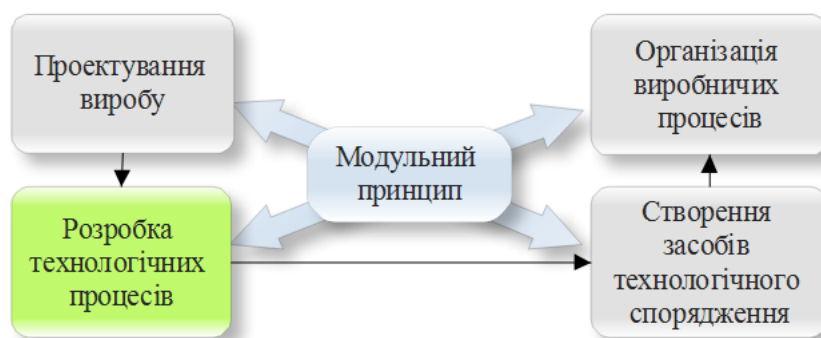 Проектування
виробу
Організація
виробничих
процесів
Модульний
принцип
Розробка
технологічних
процесів
Створення
засобів
технологічного
спорядження